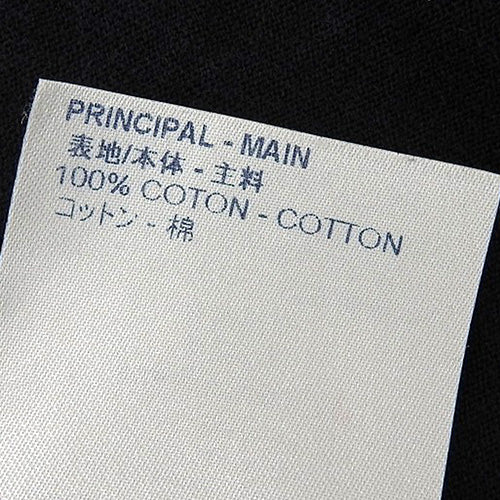 PRINCIPAL - MAIN
表地/本体 - 主料
100% COTON - COTTON
コットン - 棉